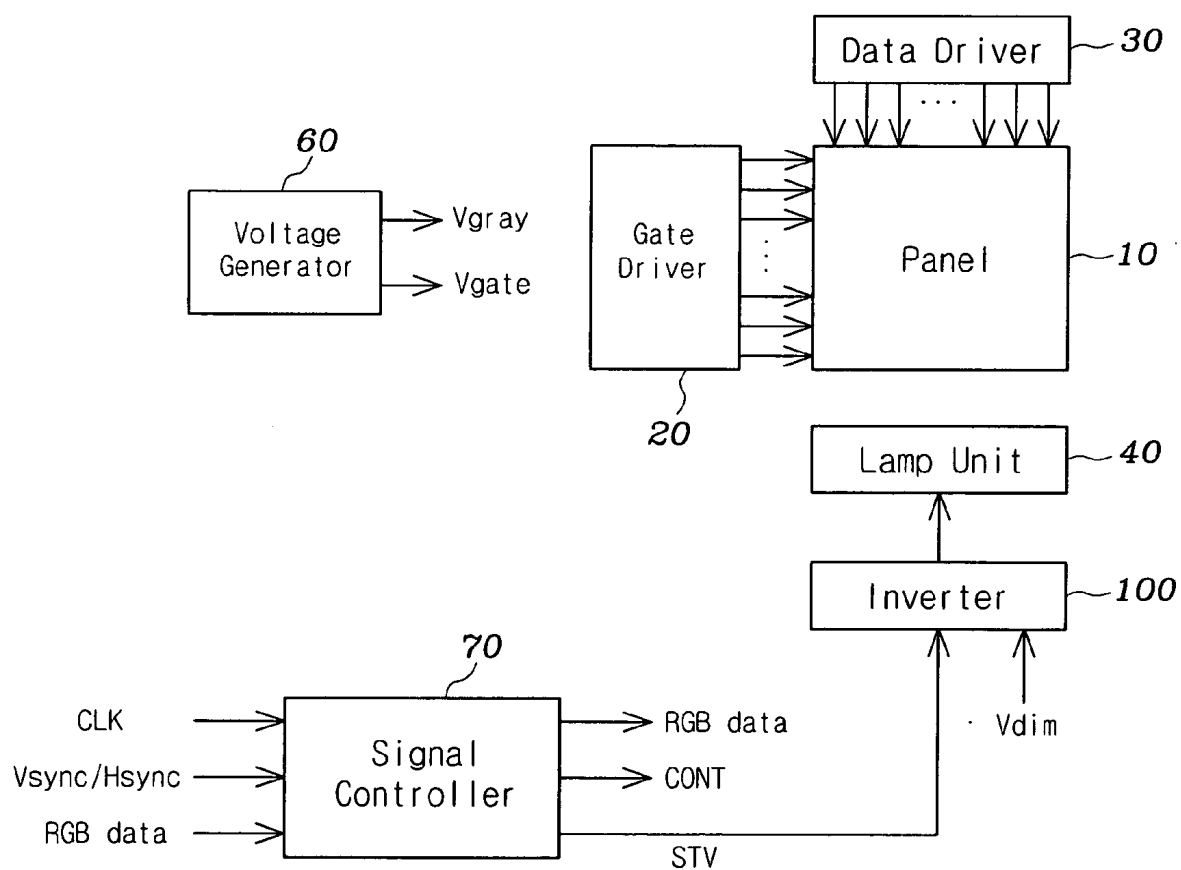 Data Driver
30
60
Voltage
Generator
Vgray
Vgate
Gate
Driver
20
Panel
10
Lamp Unit
40
Inverter
100
Vdim
70
CLK
Vsync/Hsync
RGB data
Signal
Controller
RGB data
CONT
STV